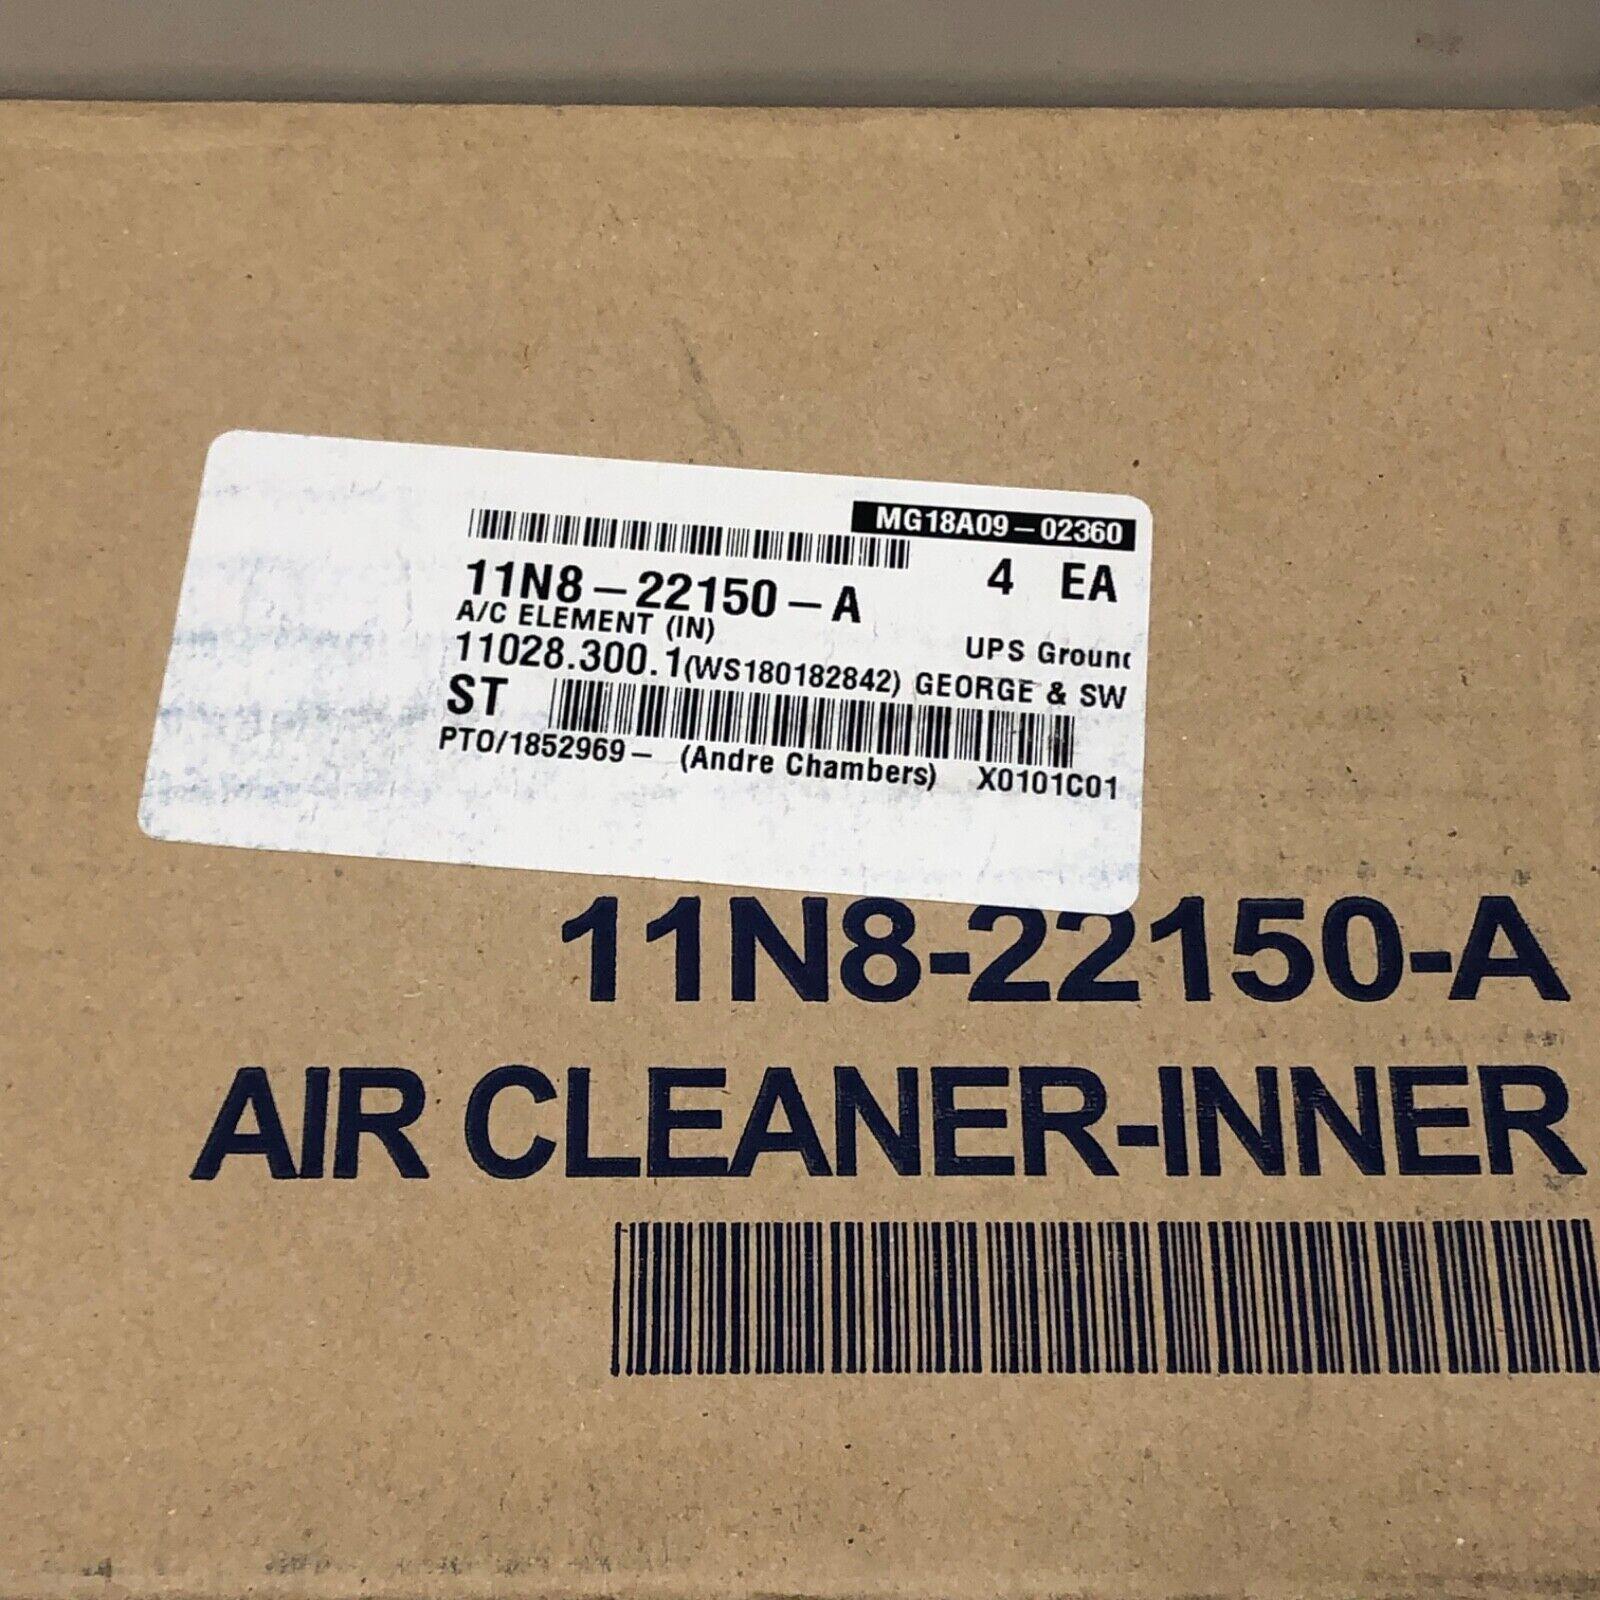 MG18A09-02360
11N8-22150-A 4 EA
A/C ELEMENT (IN)
UPS Ground
11028.300.1(WS180182842) GEORGE & SW
ST
PTO/1852969- (Andre Chambers) X0101C01
11N8-22150-A
AIR CLEANER-INNER